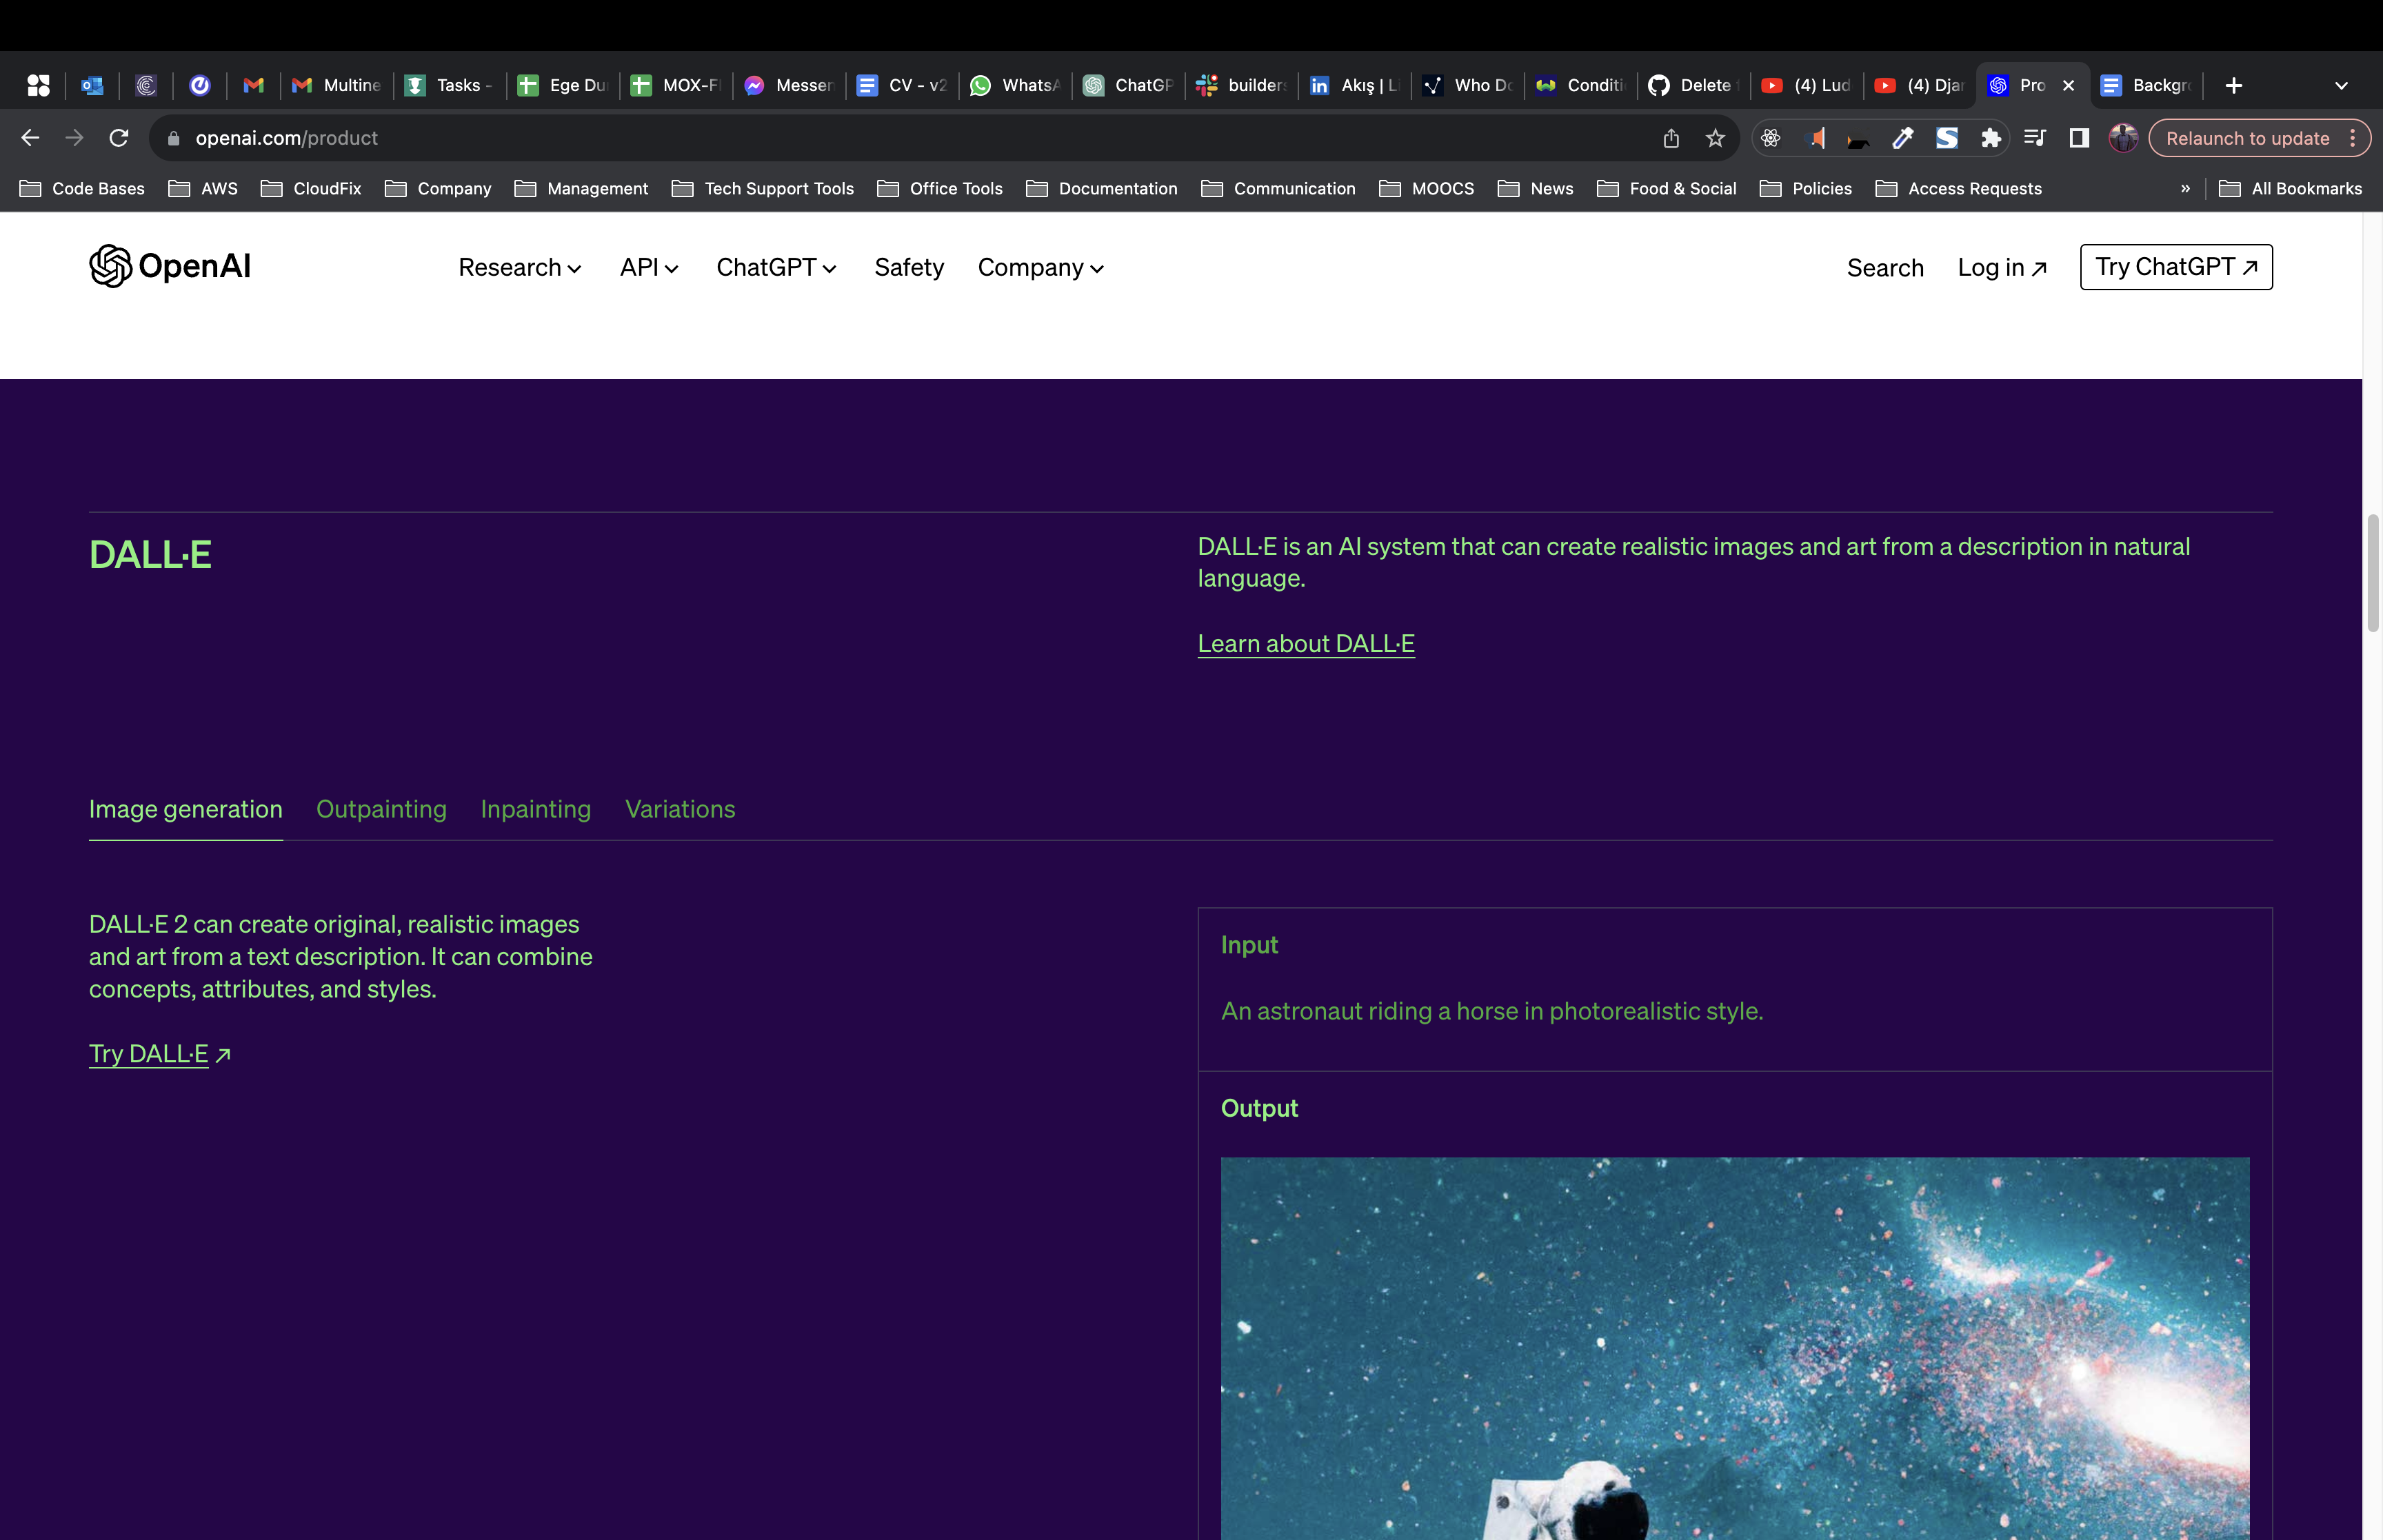 Multine
Tasks -
Ege Du
MOX-F
Messen
CV - v2
WhatsA
ChatGP
builders
Akış | L
Who Do
Conditi
Delete
(4) Lud
(4) Djar
Pro
Backgr
openai.com/product
Relaunch to update
Code Bases
AWS
CloudFix
Company
Management
Tech Support Tools
Office Tools
Documentation
Communication
MOOCS
News
Food & Social
Policies
Access Requests
»
All Bookmarks
OpenAI
Research
API
ChatGPT
Safety
Company
Search
Log in ↗
Try ChatGPT ↗
DALL·E
DALL·E is an AI system that can create realistic images and art from a description in natural
language.
Learn about DALL·E
Image generation
Outpainting
Inpainting
Variations
DALL·E 2 can create original, realistic images
and art from a text description. It can combine
concepts, attributes, and styles.
Try DALL·E ↗
Input
An astronaut riding a horse in photorealistic style.
Output